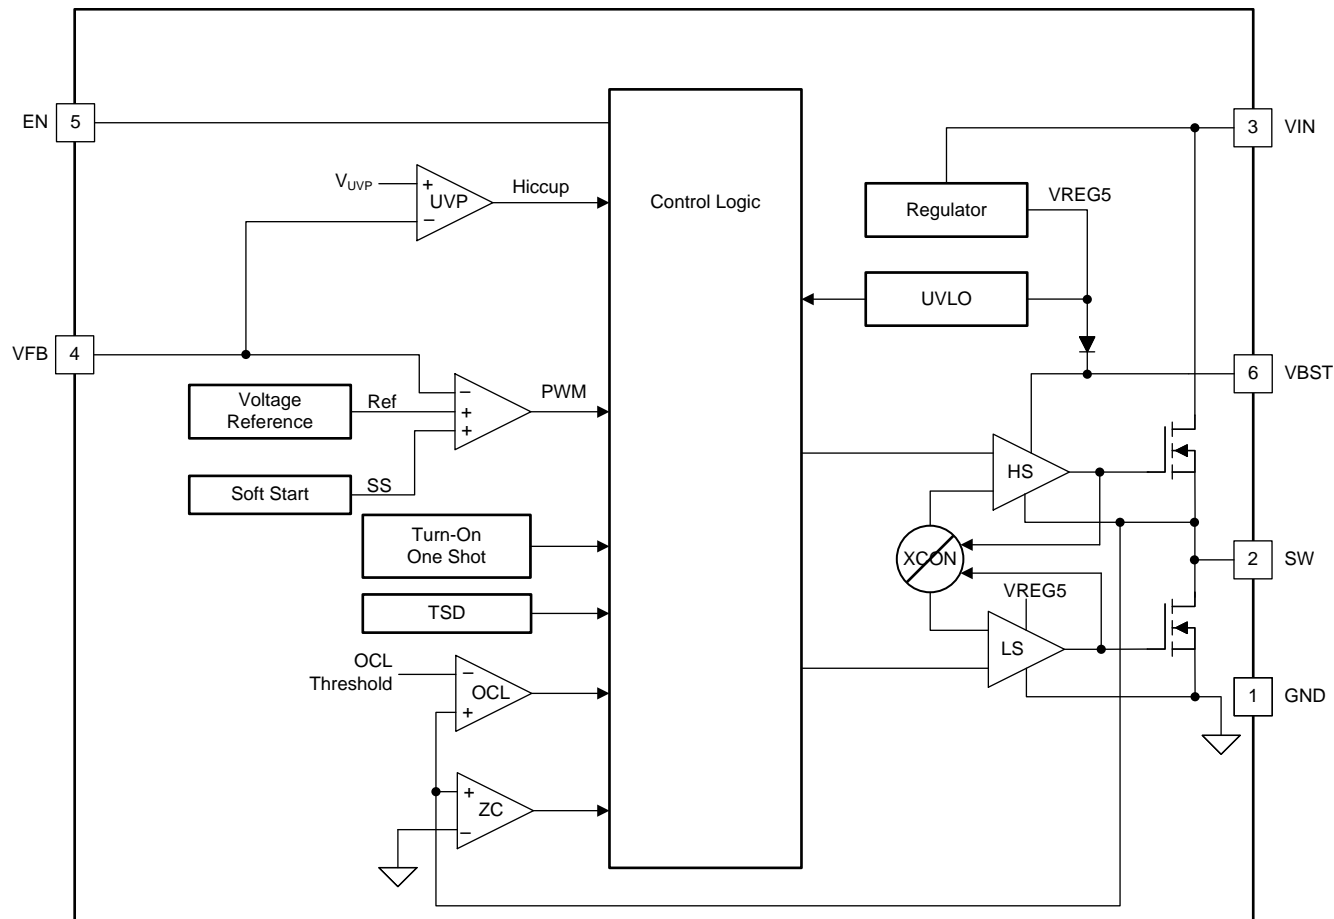 EN
5
V_UVP
+
−
UVP
Hiccup
Control Logic
3
VIN
Regulator
VREG5
UVLO
VFB
4
6
VBST
Voltage
Reference
Ref
−
+
+
PWM
Soft Start
SS
HS
Turn-On
One Shot
XCON
2
SW
TSD
VREG5
LS
OCL
Threshold
−
+
OCL
1
GND
+
−
ZC